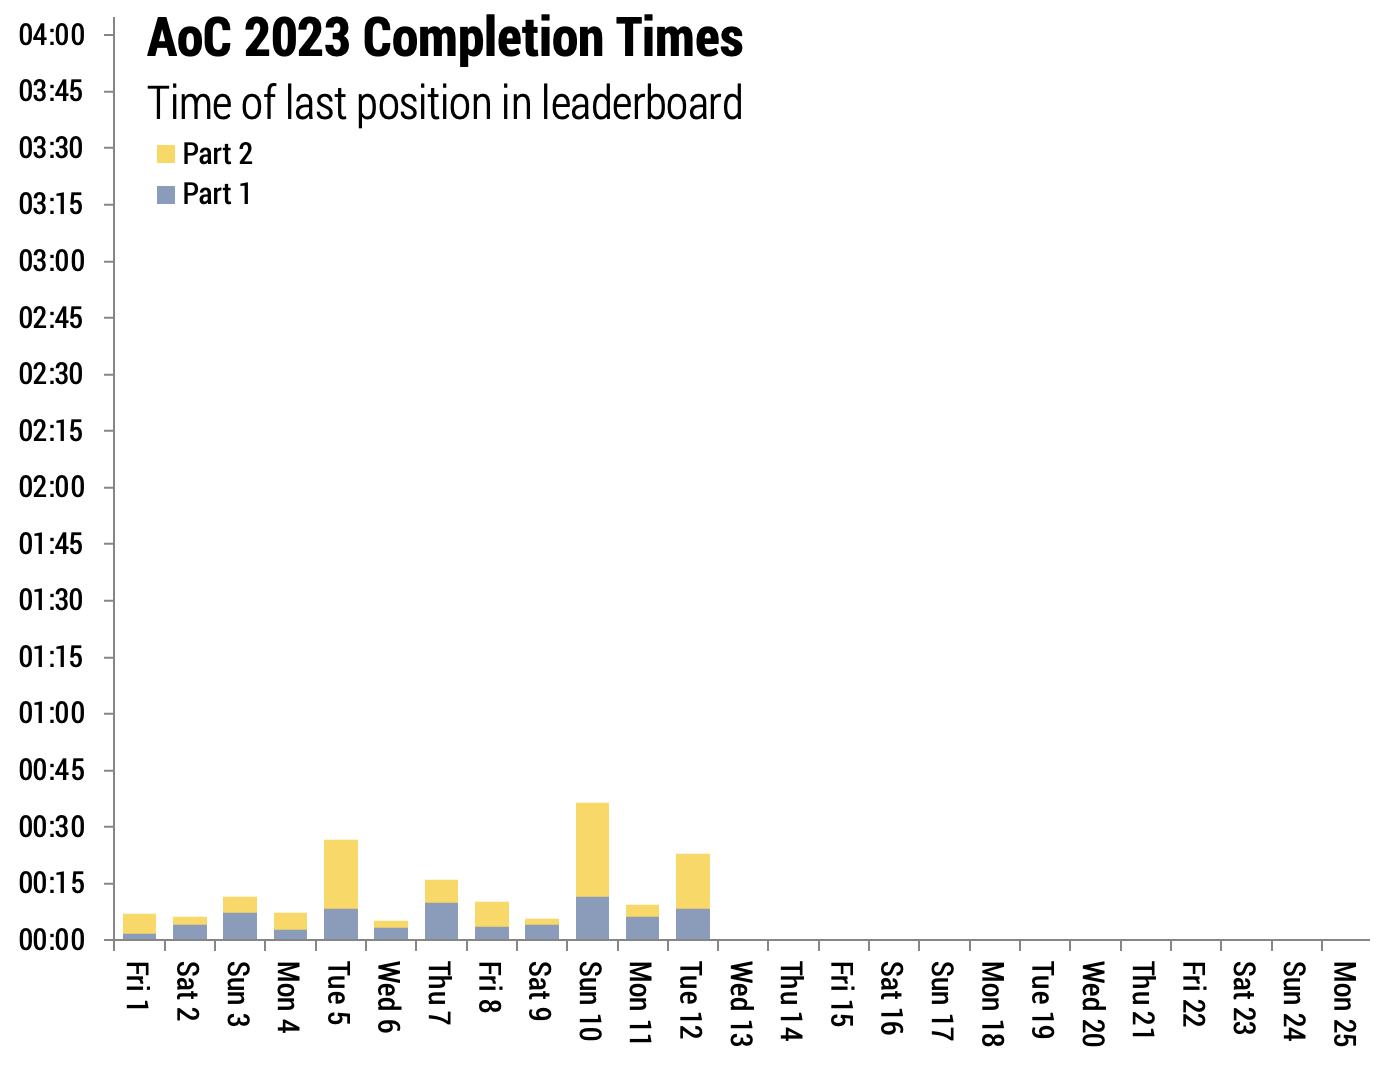 AoC 2023 Completion Times
Time of last position in leaderboard
Part 2
Part 1
04:00
03:45
03:30
03:15
03:00
02:45
02:30
02:15
02:00
01:45
01:30
01:15
01:00
00:45
00:30
00:15
00:00
Fri 1
Sat 2
Sun 3
Mon 4
Tue 5
Wed 6
Thu 7
Fri 8
Sat 9
Sun 10
Mon 11
Tue 12
Wed 13
Thu 14
Fri 15
Sat 16
Sun 17
Mon 18
Tue 19
Wed 20
Thu 21
Fri 22
Sat 23
Sun 24
Mon 25